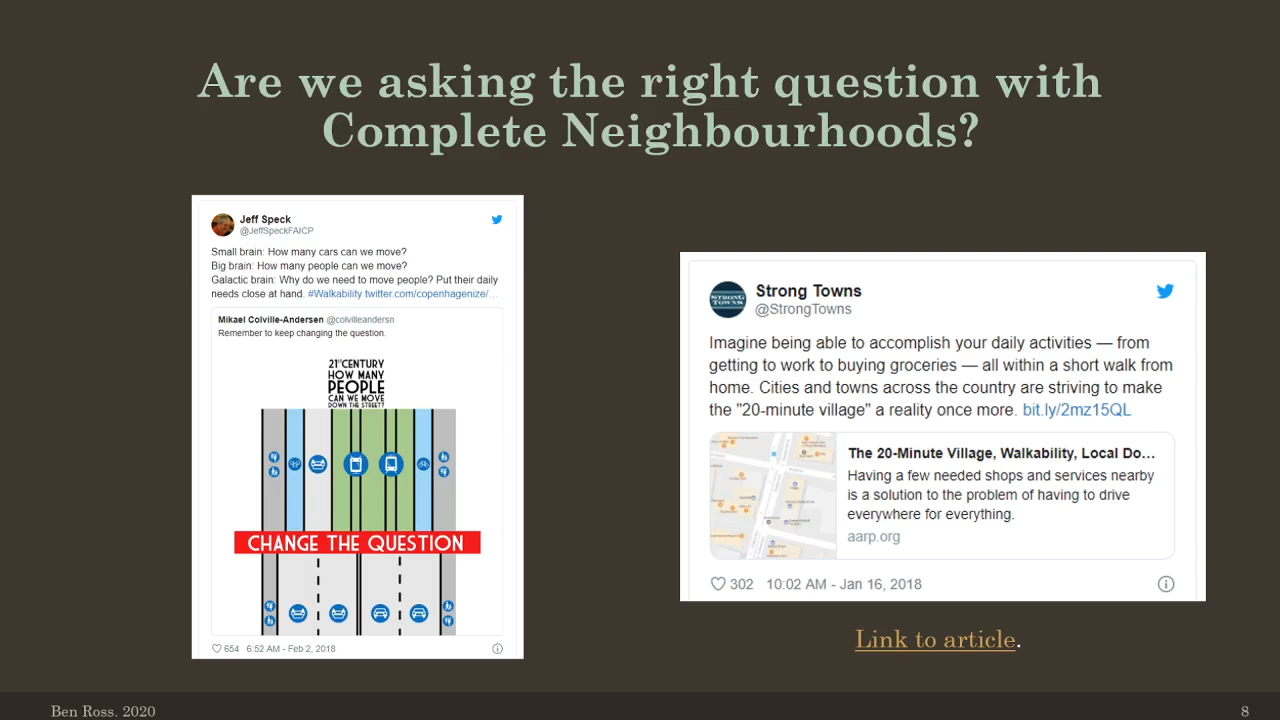 Are we asking the right question with
Complete Neighbourhoods?
Jeff Speck
@JeffSpeckFAICP
Small brain: How many cars can we move?
Big brain: How many people can we move?
Galactic brain: Why do we need to move people? Put their daily
needs close at hand. #Walkability twitter.com/copenhagenize/…
Mikael Colville-Andersen @colvilleandersn
Remember to keep changing the question.
21ST CENTURY
HOW MANY
PEOPLE
CAN WE MOVE
DOWN THE STREET?
CHANGE THE QUESTION
654 6:52 AM - Feb 2, 2018
STRONG
TOWNS
Strong Towns
@StrongTowns
Imagine being able to accomplish your daily activities — from
getting to work to buying groceries — all within a short walk from
home. Cities and towns across the country are striving to make
the "20-minute village" a reality once more. bit.ly/2mz15QL
The 20-Minute Village, Walkability, Local Do...
Having a few needed shops and services nearby
is a solution to the problem of having to drive
everywhere for everything.
aarp.org
302 10:02 AM - Jan 16, 2018
Link to article.
Ben Ross. 2020
8